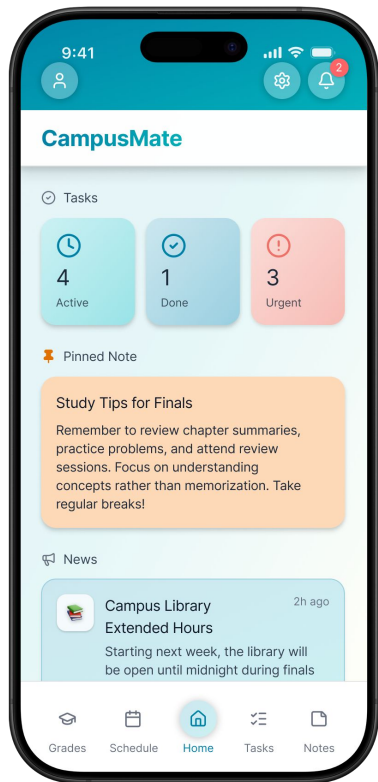 9:41
2
CampusMate
Tasks
4
Active
1
Done
3
Urgent
Pinned Note
Study Tips for Finals
Remember to review chapter summaries,
practice problems, and attend review
sessions. Focus on understanding
concepts rather than memorization. Take
regular breaks!
News
Campus Library
Extended Hours
2h ago
Starting next week, the library will
be open until midnight during finals
Grades
Schedule
Home
Tasks
Notes